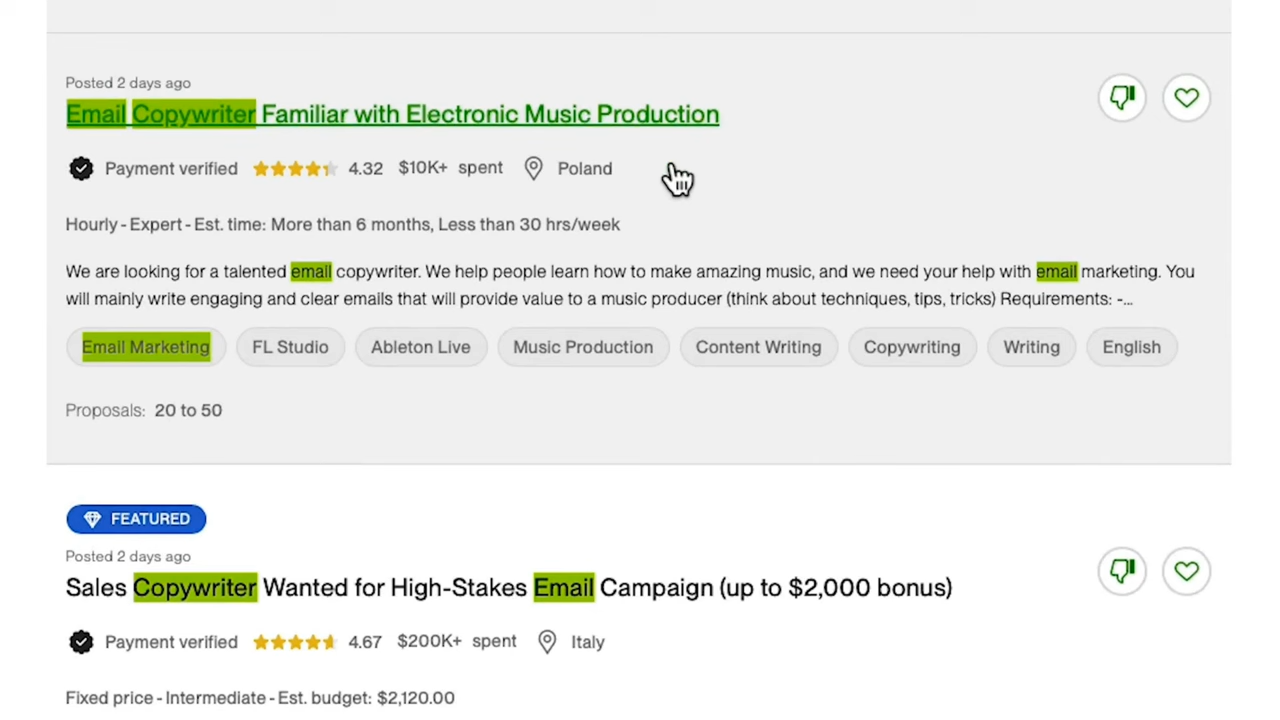 Posted 2 days ago
Email Copywriter Familiar with Electronic Music Production
Payment verified 4.32 $10K+ spent Poland
Hourly - Expert - Est. time: More than 6 months, Less than 30 hrs/week
We are looking for a talented email copywriter. We help people learn how to make amazing music, and we need your help with email marketing. You
will mainly write engaging and clear emails that will provide value to a music producer (think about techniques, tips, tricks) Requirements: -...
Email Marketing FL Studio Ableton Live Music Production Content Writing Copywriting Writing English
Proposals: 20 to 50
FEATURED
Posted 2 days ago
Sales Copywriter Wanted for High-Stakes Email Campaign (up to $2,000 bonus)
Payment verified 4.67 $200K+ spent Italy
Fixed price - Intermediate - Est. budget: $2,120.00